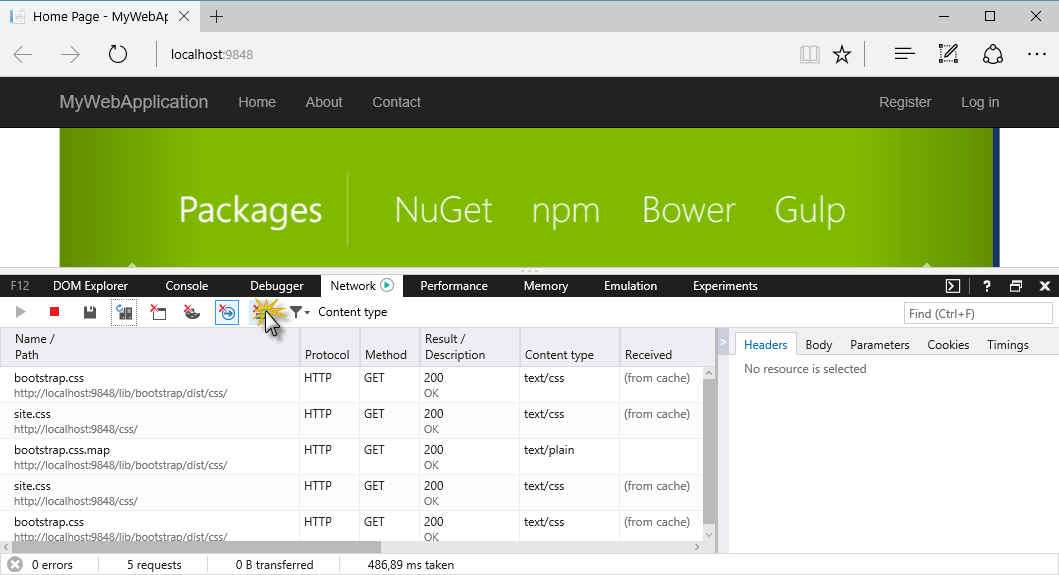 Home Page - MyWebAp
localhost:9848
MyWebApplication Home About Contact Register Log in
Packages NuGet npm Bower Gulp
F12 DOM Explorer Console Debugger Network Performance Memory Emulation Experiments ?
Content type Find (Ctrl+F)
Name / Path Protocol Method Result / Description Content type Received
bootstrap.css HTTP GET 200 text/css (from cache)
http://localhost:9848/lib/bootstrap/dist/css/ OK
site.css HTTP GET 200 text/css (from cache)
http://localhost:9848/css/ OK
bootstrap.css.map HTTP GET 200 text/plain
http://localhost:9848/lib/bootstrap/dist/css/ OK
site.css HTTP GET 200 text/css (from cache)
http://localhost:9848/css/ OK
bootstrap.css HTTP GET 200 text/css (from cache)
http://localhost:9848/lib/bootstrap/dist/css/ OK
Headers Body Parameters Cookies Timings
No resource is selected
0 errors 5 requests 0 B transferred 486,89 ms taken